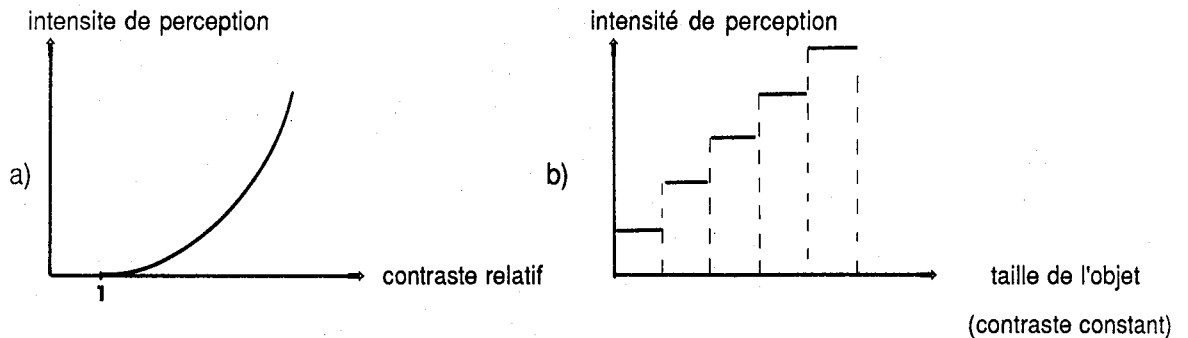 intensite de perception
a)
1
contraste relatif
intensité de perception
b)
taille de l'objet
(contraste constant)